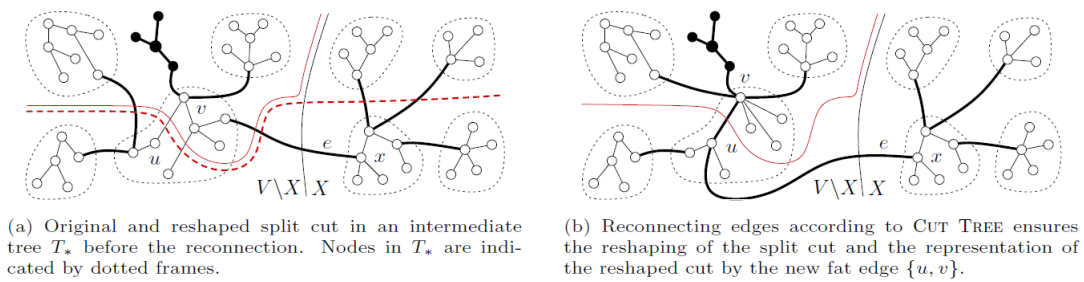 v
u
e
x
V\X X
v
u
e
x
V\X X
(a) Original and reshaped split cut in an intermediate
tree T∗ before the reconnection. Nodes in T∗ are indi-
cated by dotted frames.
(b) Reconnecting edges according to CUT TREE ensures
the reshaping of the split cut and the representation of
the reshaped cut by the new fat edge {u, v}.